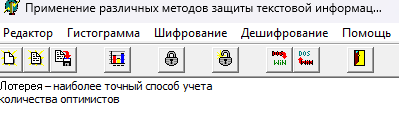 Применение различных методов защиты текстовой информац...
Редактор Гистограмма Шифрование Дешифрование Помощь
DOS WIN DOS WIN
Лотерея – наиболее точный способ учета
количества оптимистов